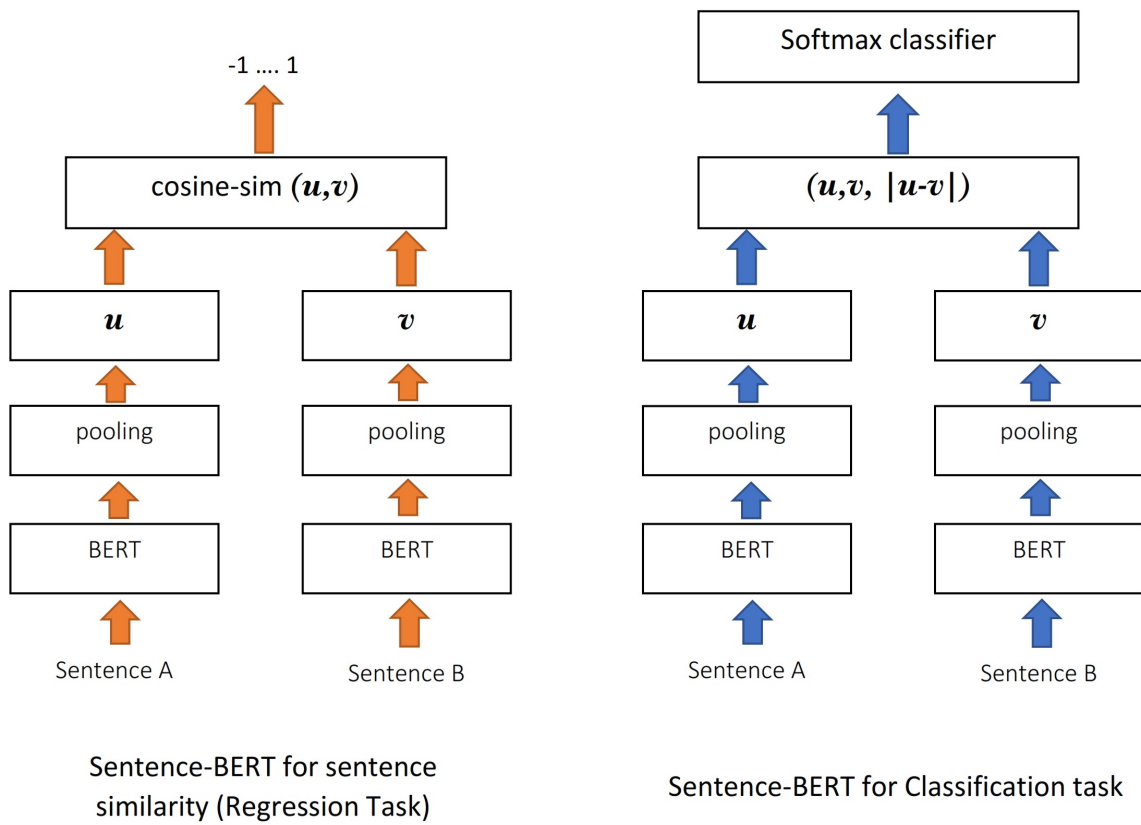 -1 .... 1
cosine-sim (u,v)
u
v
pooling
pooling
BERT
BERT
Sentence A
Sentence B
Sentence-BERT for sentence
similarity (Regression Task)
Softmax classifier
(u,v, |u-v|)
u
v
pooling
pooling
BERT
BERT
Sentence A
Sentence B
Sentence-BERT for Classification task